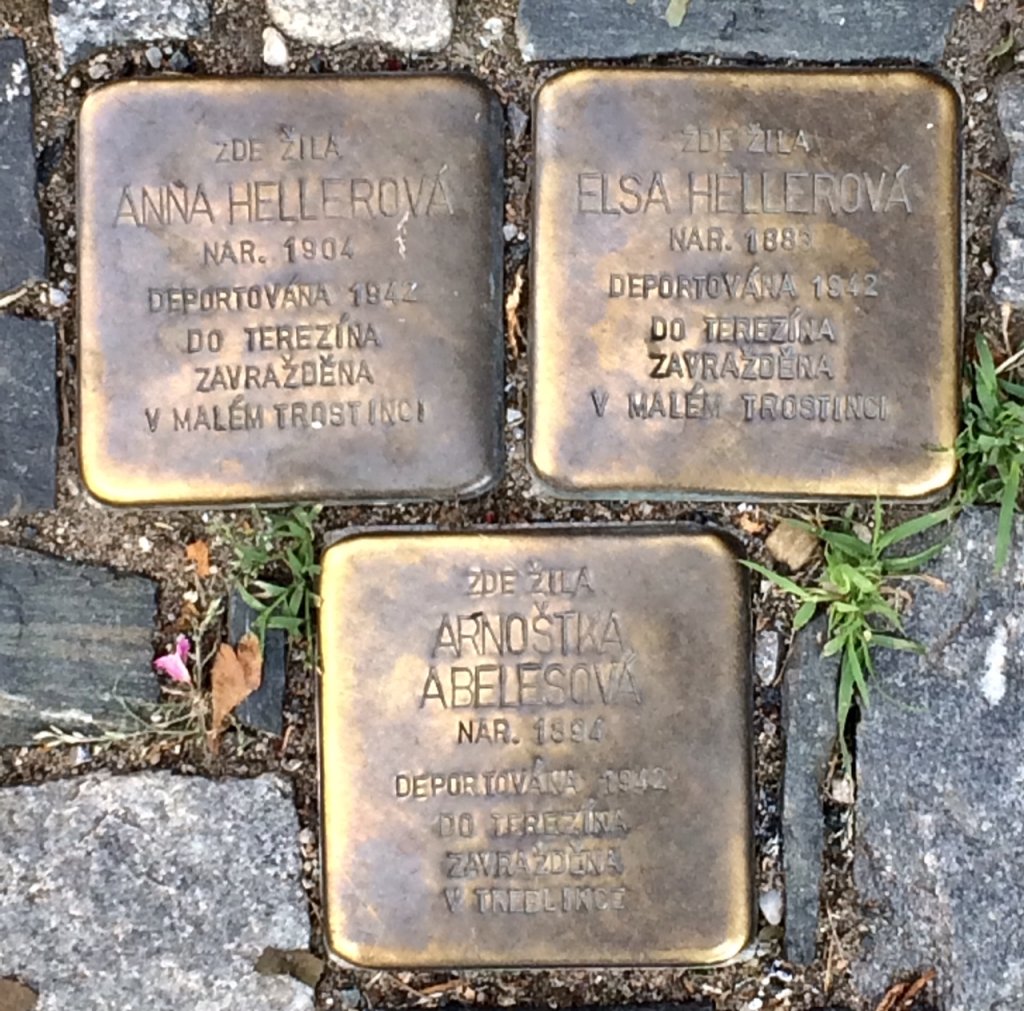 ZDE ŽILA
ANNA HELLEROVÁ
NAR. 1904
DEPORTOVÁNA 1942
DO TEREZÍNA
ZAVRAŽDĚNA
V MALÉM TROSTINCI
ZDE ŽILA
ELSA HELLEROVÁ
NAR.
DEPORTOVÁNA 1942
DO TEREZÍNA
ZAVRAŽDĚNA
V MALÉM TROSTINCI
ZDE ŽILA
ARNOŠTKA
ABELESOVÁ
NAR. 1894
DEPORTOVÁNA 1942
DO TEREZÍNA
ZAVRAŽDĚNA
V TREBLINCE